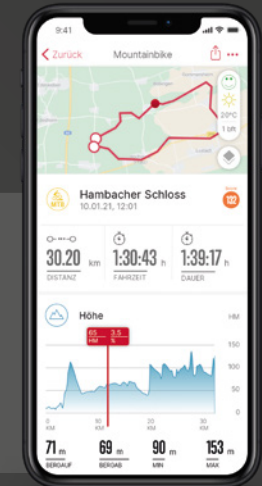 9:41
Zurück
Mountainbike
20°C
1 Lift
MTB
Hambacher Schloss
10.01.21, 12:01
132
30.20 km
DISTANZ
1:30:43 h
FAHRZEIT
1:39:17 h
DAUER
Höhe
HM
65 3.5
HM %
150
100
50
0
0 10 20 30
KM KM KM KM
71 m
BERGAUF
69 m
BERGAB
90 m
MIN
153 m
MAX